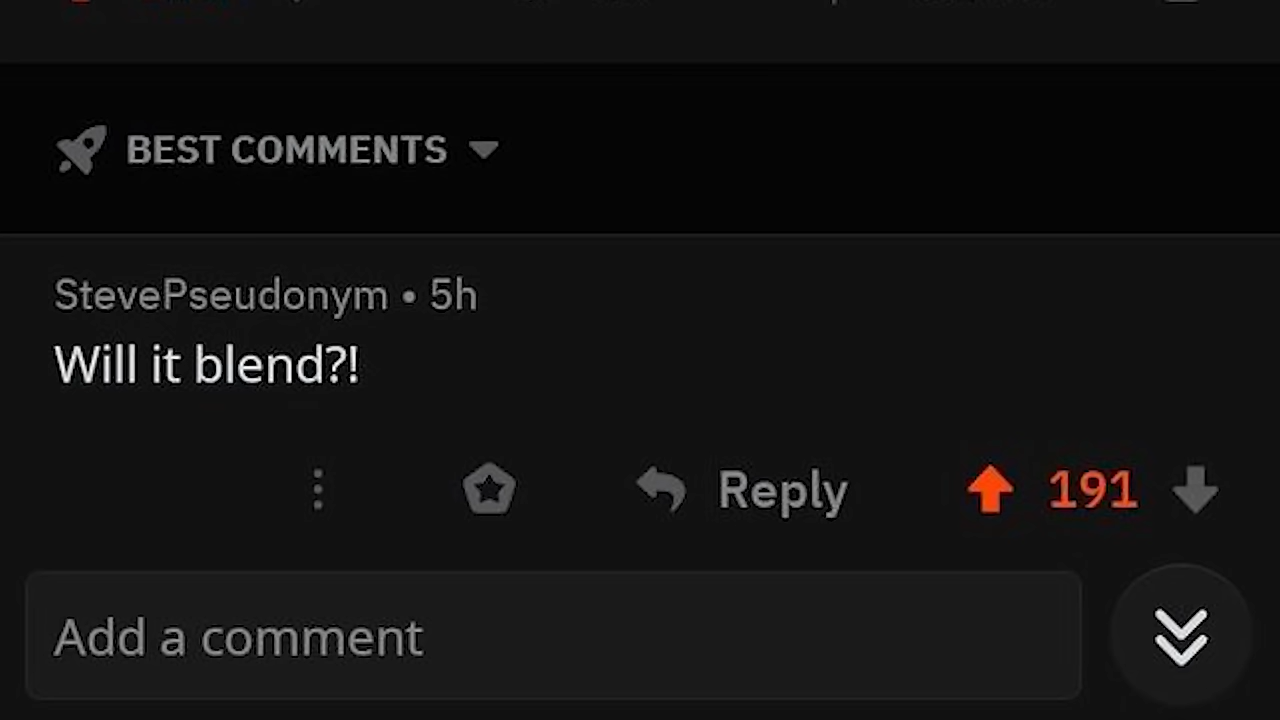 BEST COMMENTS
StevePseudonym • 5h
Will it blend?!
Reply 191
Add a comment